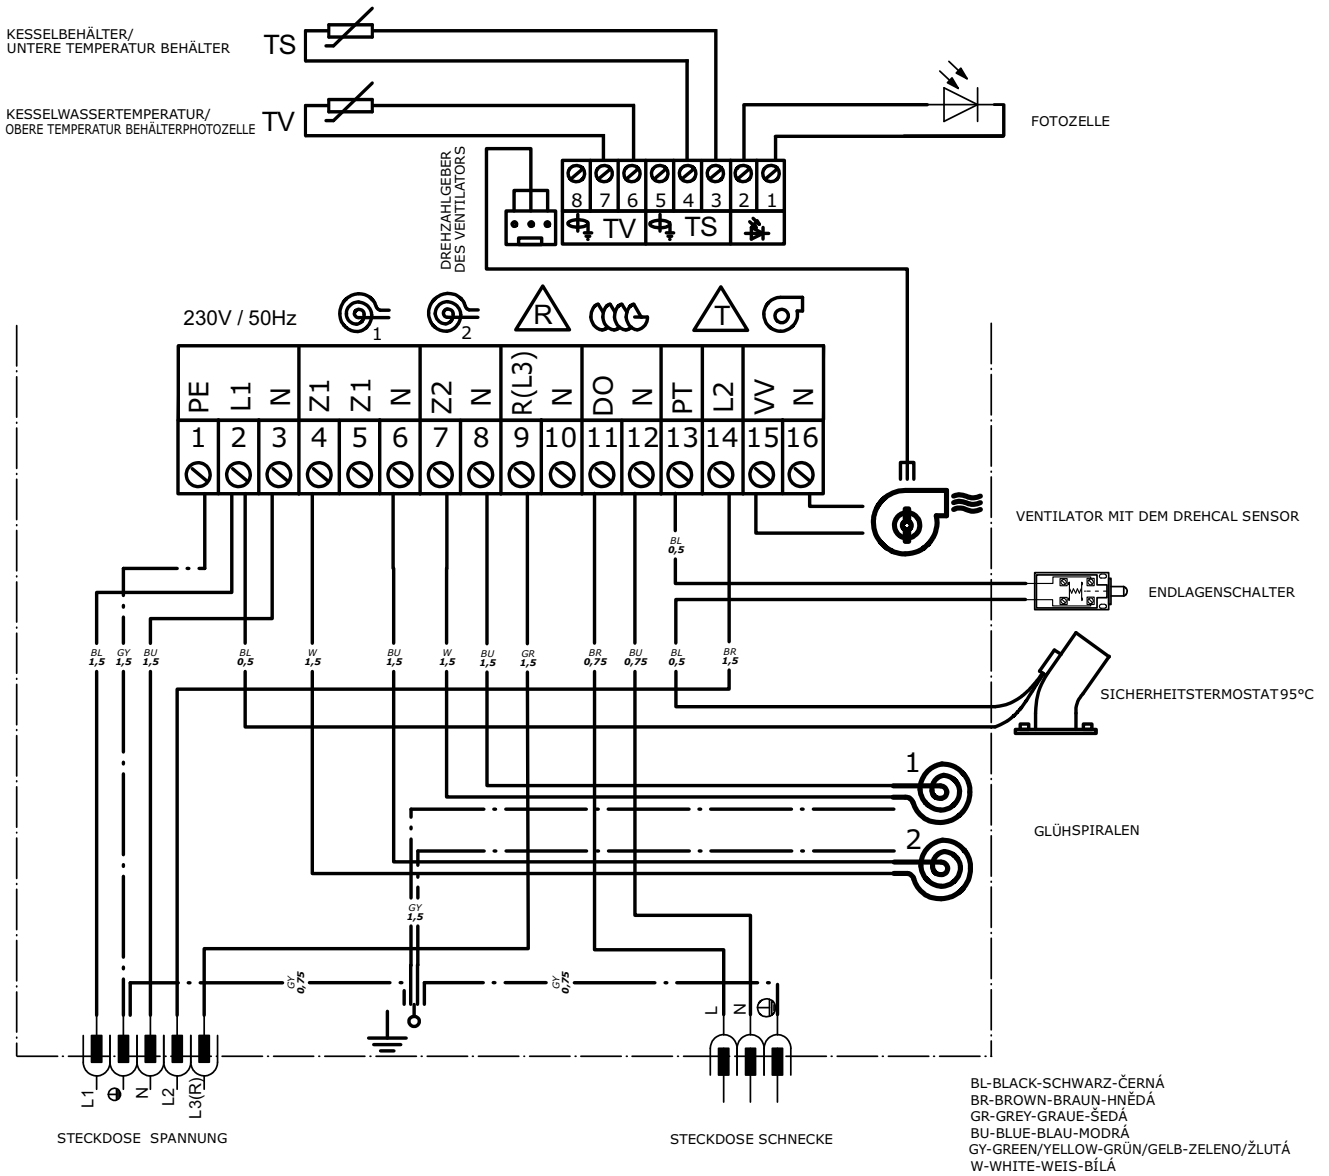 KESSELBEHÄLTER/
UNTERE TEMPERATUR BEHÄLTER
TS
KESSELWASSERTEMPERATUR/
OBERE TEMPERATUR BEHÄLTERPHOTOZELLE
TV
FOTOZELLE
DREHZAHLGEBER
DES VENTILATORS
8 7 6 5 4 3 2 1
TV TS
230V / 50Hz
1 2 R T
PE L1 N Z1 Z1 N Z2 N R(L3) N DO N PT L2 VV N
1 2 3 4 5 6 7 8 9 10 11 12 13 14 15 16
VENTILATOR MIT DEM DREHCAL SENSOR
BL
0,5
ENDLAGENSCHALTER
BL GY BU BL W BU W BU GR BR BU BL BR
1,5 1,5 1,5 0,5 1,5 1,5 1,5 1,5 1,5 0,75 0,75 0,5 1,5
SICHERHEITSTERMOSTAT95°C
1
GLÜHSPIRALEN
2
GY
1,5
GY
0,75
GY
0,75
L N
L1 N L2 L3(R)
STECKDOSE SPANNUNG
STECKDOSE SCHNECKE
BL-BLACK-SCHWARZ-ČERNÁ
BR-BROWN-BRAUN-HNĚDÁ
GR-GREY-GRAUE-ŠEDÁ
BU-BLUE-BLAU-MODRÁ
GY-GREEN/YELLOW-GRÜN/GELB-ZELENO/ŽLUTÁ
W-WHITE-WEIS-BÍLÁ